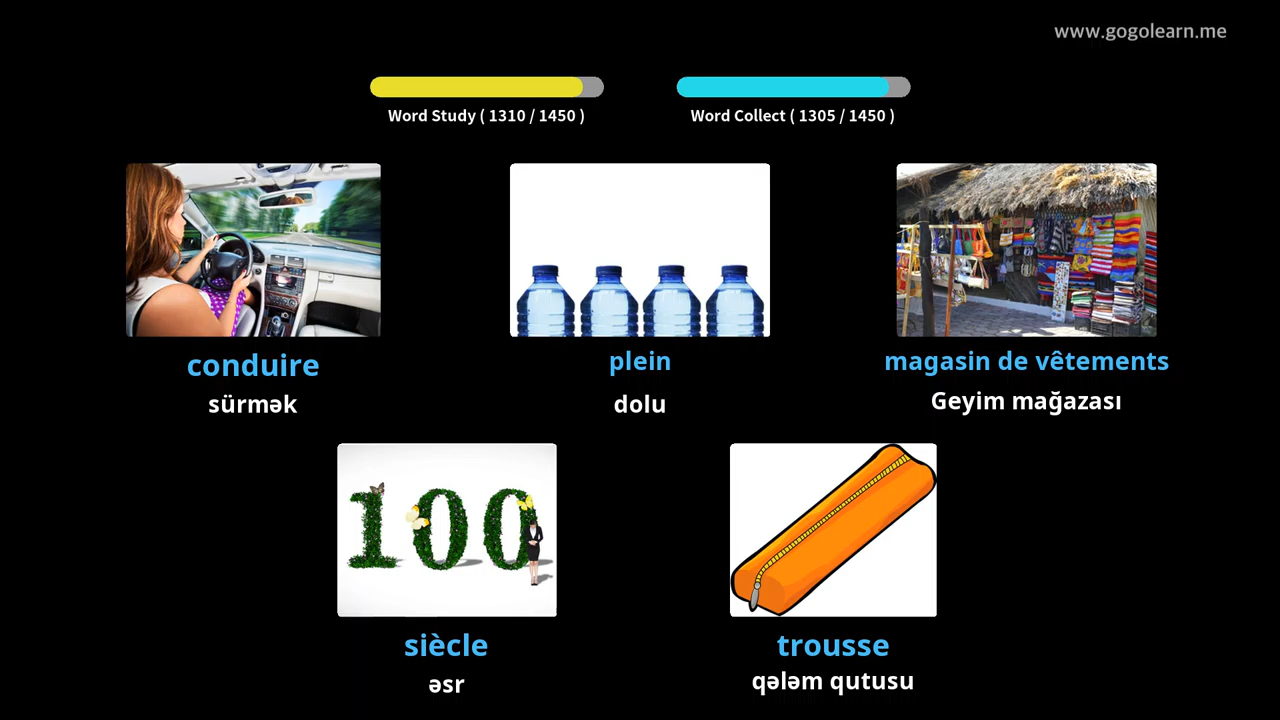 www.gogolearn.me
Word Study ( 1310 / 1450 )
Word Collect ( 1305 / 1450 )
conduire
sürmək
plein
dolu
magasin de vêtements
Geyim mağazası
100
siècle
əsr
trousse
qələm qutusu